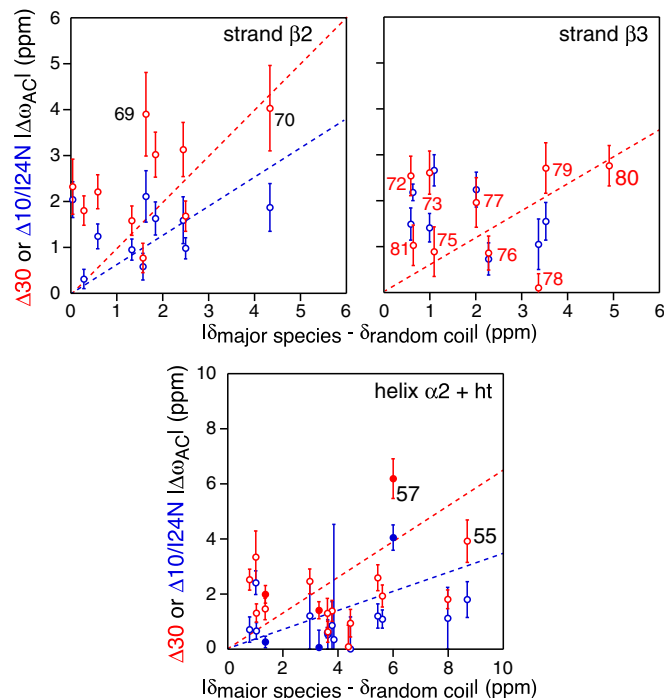 6
5
4
3
2
1
0
Δ30 or Δ10/I24N |ΔωAC| (ppm)
strand β2
69
70
0 1 2 3 4 5 6
strand β3
72
73
81
75
77
76
79
78
80
0 1 2 3 4 5 6
|δmajor species - δrandom coil| (ppm)
10
8
6
4
2
0
Δ30 or Δ10/I24N |ΔωAC| (ppm)
helix α2 + ht
57
55
0 2 4 6 8 10
|δmajor species - δrandom coil| (ppm)